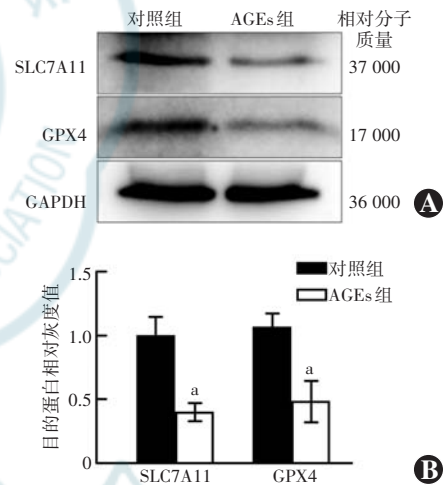 对照组 AGEs组 相对分子
质量
SLC7A11 37 000
GPX4 17 000
GAPDH 36 000 A
1.5
对照组
AGEs组
目的蛋白相对灰度值
1.0
a a
0.5
0
SLC7A11 GPX4 B
CIATION